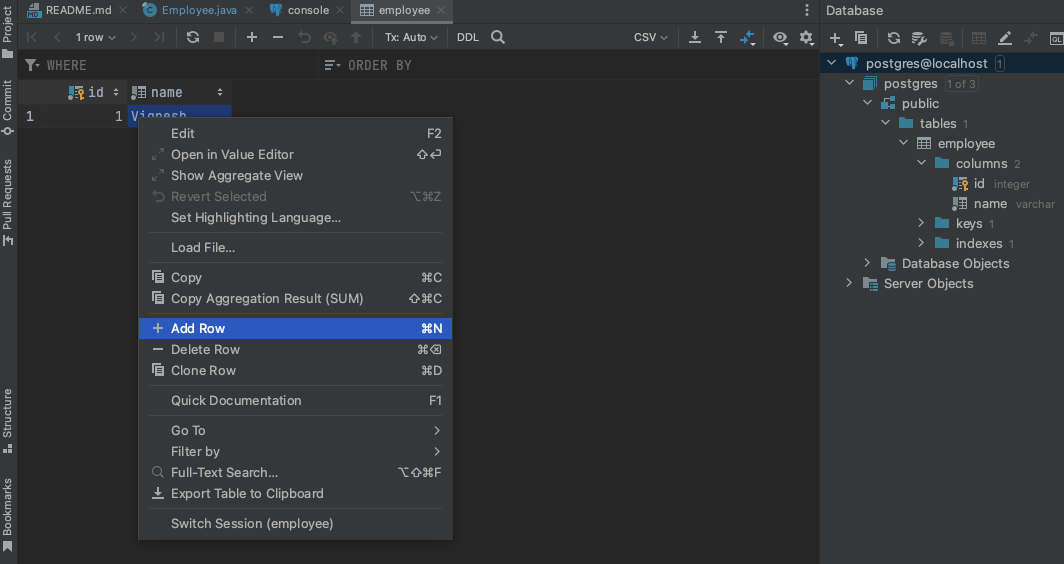 Project
Commit
Pull Requests
Structure
Bookmarks
README.md
Employee.java
console
employee
1 row
Tx: Auto
DDL
CSV
WHERE
ORDER BY
id
name
1
1
Vignesh
Edit F2
Open in Value Editor ⇧⏎
Show Aggregate View
Revert Selected ⌥⌘Z
Set Highlighting Language...
Load File...
Copy ⌘C
Copy Aggregation Result (SUM) ⇧⌘C
Add Row ⌘N
Delete Row ⌘⌫
Clone Row ⌘D
Quick Documentation F1
Go To
Filter by
Full-Text Search... ⌥⇧⌘F
Export Table to Clipboard
Switch Session (employee)
Database
QL
postgres@localhost 1
postgres 1 of 3
public
tables 1
employee
columns 2
id integer
name varchar
keys 1
indexes 1
Database Objects
Server Objects